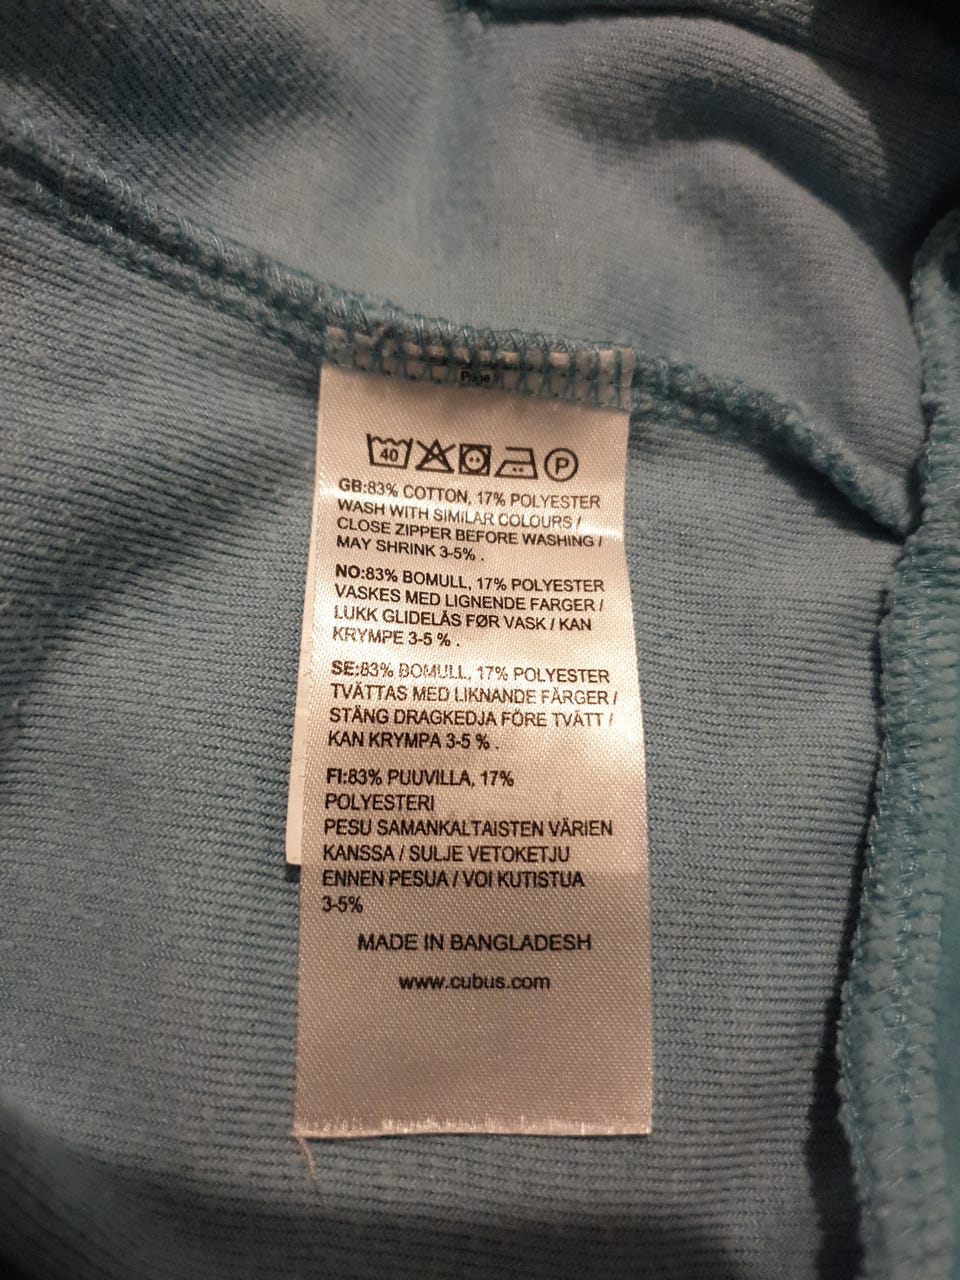 40 P
GB:83% COTTON, 17% POLYESTER
WASH WITH SIMILAR COLOURS /
CLOSE ZIPPER BEFORE WASHING /
MAY SHRINK 3-5% .
NO:83% BOMULL, 17% POLYESTER
VASKES MED LIGNENDE FARGER /
LUKK GLIDELÅS FØR VASK / KAN
KRYMPE 3-5 % .
SE:83% BOMULL, 17% POLYESTER
TVÄTTAS MED LIKNANDE FÄRGER /
STÄNG DRAGKEDJA FÖRE TVÄTT /
KAN KRYMPA 3-5 % .
FI:83% PUUVILLA, 17%
POLYESTERI
PESU SAMANKALTAISTEN VÄRIEN
KANSSA / SULJE VETOKETJU
ENNEN PESUA / VOI KUTISTUA
3-5%
MADE IN BANGLADESH
www.cubus.com